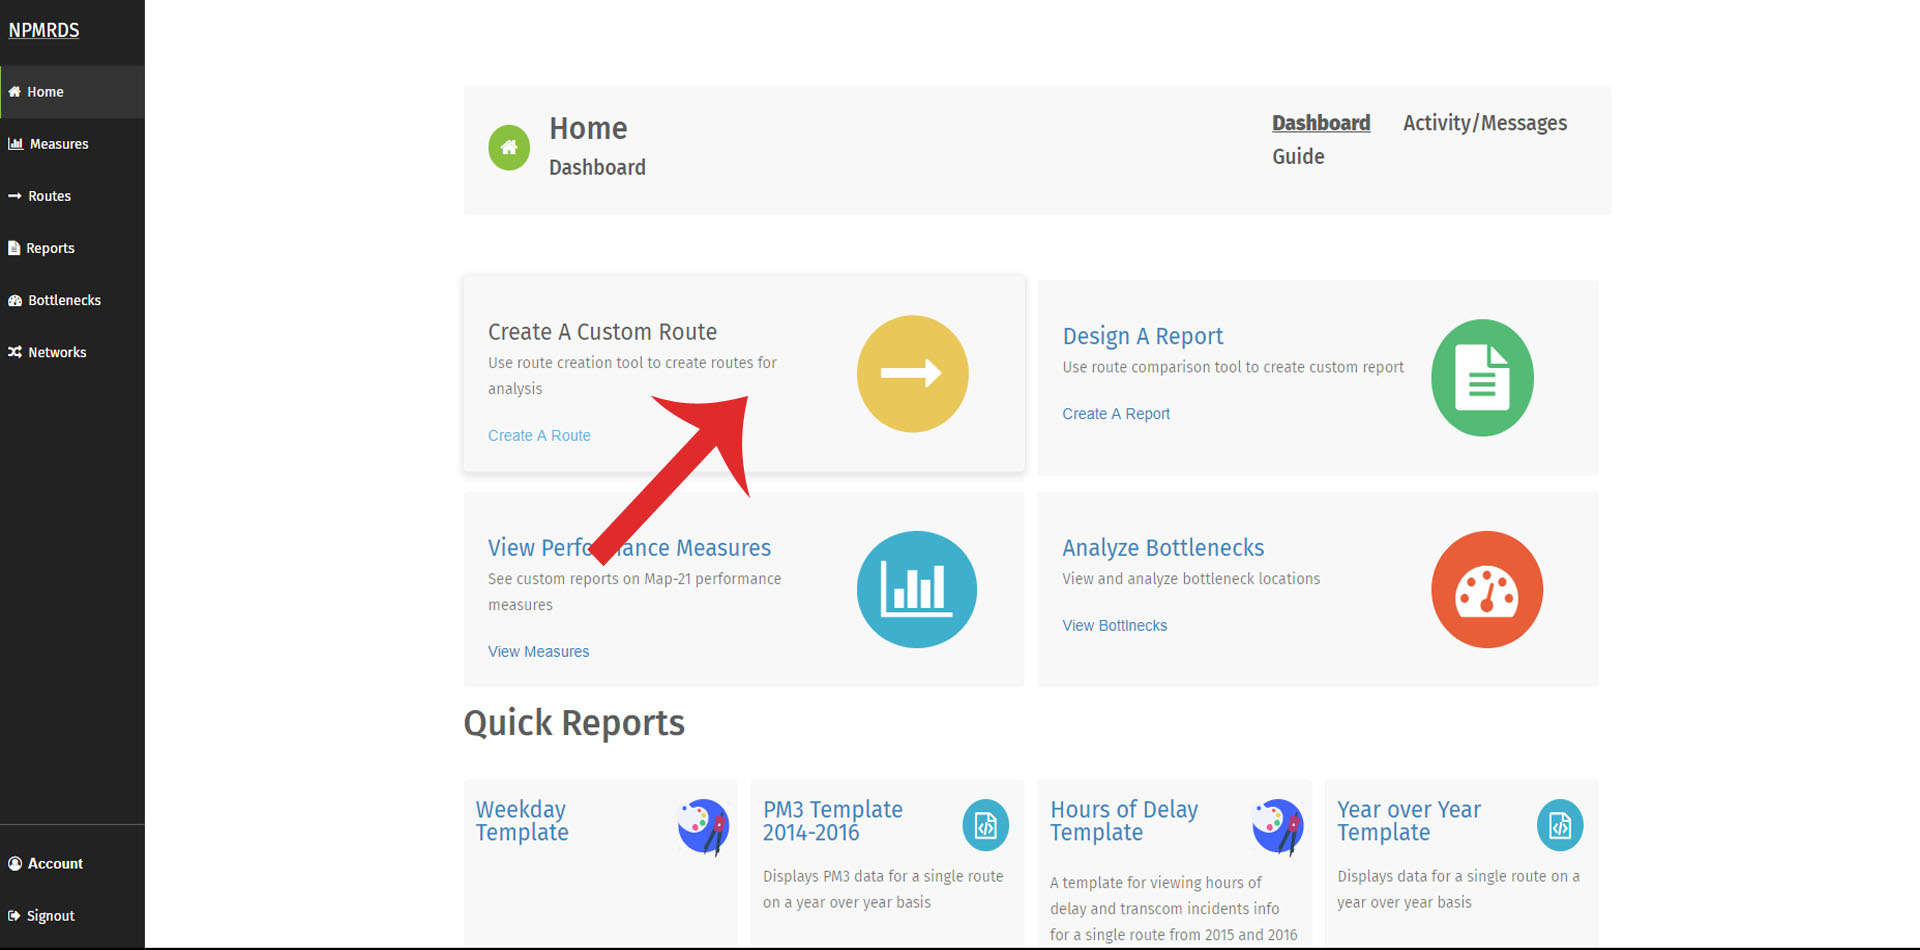 NPMRDS
Home
Measures
Routes
Reports
Bottlenecks
Networks
Account
Signout
Home
Dashboard
Dashboard
Activity/Messages
Guide
Create A Custom Route
Use route creation tool to create routes for
analysis
Create A Route
Design A Report
Use route comparison tool to create custom report
Create A Report
View Perfo ance Measures
See custom reports on Map-21 performance
measures
View Measures
Analyze Bottlenecks
View and analyze bottleneck locations
View Bottlnecks
Quick Reports
Weekday
Template
PM3 Template
2014-2016
Displays PM3 data for a single route
on a year over year basis
Hours of Delay
Template
A template for viewing hours of
delay and transcom incidents info
for a single route from 2015 and 2016
Year over Year
Template
Displays data for a single route on a
year over year basis